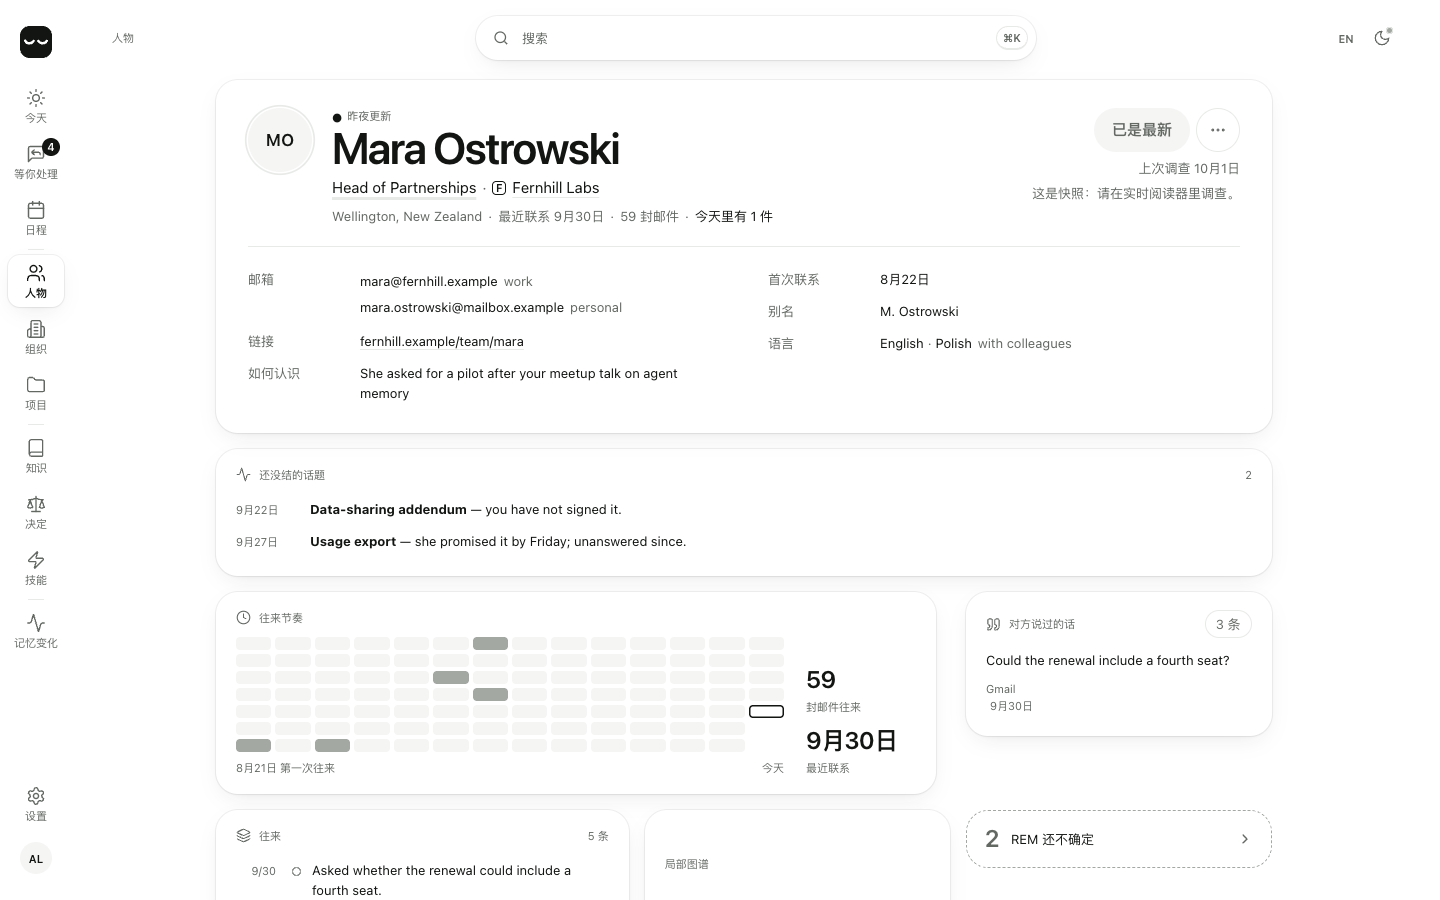 人物
搜索
⌘K
EN
今天
4
等你处理
日程
人物
组织
项目
知识
决定
技能
记忆变化
设置
AL
MO
昨夜更新
Mara Ostrowski
Head of Partnerships · F Fernhill Labs
Wellington, New Zealand · 最近联系 9月30日 · 59 封邮件 · 今天里有 1 件
已是最新
上次调查 10月1日
这是快照：请在实时阅读器里调查。
邮箱
mara@fernhill.example work
mara.ostrowski@mailbox.example personal
链接
fernhill.example/team/mara
如何认识
She asked for a pilot after your meetup talk on agent
memory
首次联系
8月22日
别名
M. Ostrowski
语言
English · Polish with colleagues
还没结的话题
2
9月22日
Data-sharing addendum — you have not signed it.
9月27日
Usage export — she promised it by Friday; unanswered since.
往来节奏
8月21日 第一次往来
今天
59
封邮件往来
9月30日
最近联系
对方说过的话
3 条
Could the renewal include a fourth seat?
Gmail
9月30日
往来
5 条
9/30
Asked whether the renewal could include a
fourth seat.
局部图谱
2 REM 还不确定